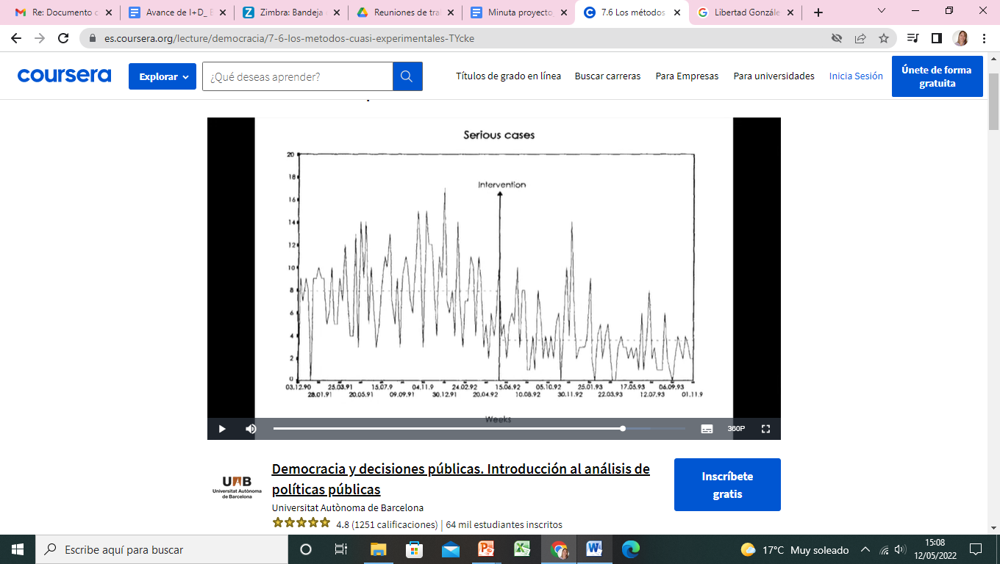 Re: Documento c
Avance de I+D_ E
Zimbra: Bandeja
Reuniones de tra
Minuta proyecto_
7.6 Los métodos
Libertad Gonzále
es.coursera.org/lecture/democracia/7-6-los-metodos-cuasi-experimentales-TYcke
coursera
Explorar
¿Qué deseas aprender?
Títulos de grado en línea
Buscar carreras
Para Empresas
Para universidades
Inicia Sesión
Únete de forma
gratuita
Serious cases
Intervention
20
18
16
14
12
10
8
6
4
2
0
03.12.90 25.03.91 15.07.9 04.11.9 24.02.92 15.06.92 05.10.92 25.01.93 17.05.93 06.09.93
28.01.91 20.05.91 09.09.91 30.12.91 20.04.92 10.08.92 30.11.92 22.03.93 12.07.93 01.11.9
Weeks
360P
UAB
Universitat Autònoma
de Barcelona
Democracia y decisiones públicas. Introducción al análisis de
políticas públicas
Universitat Autònoma de Barcelona
4.8 (1251 calificaciones) | 64 mil estudiantes inscritos
Inscríbete
gratis
Escribe aquí para buscar
17°C Muy soleado
15:08
12/05/2022